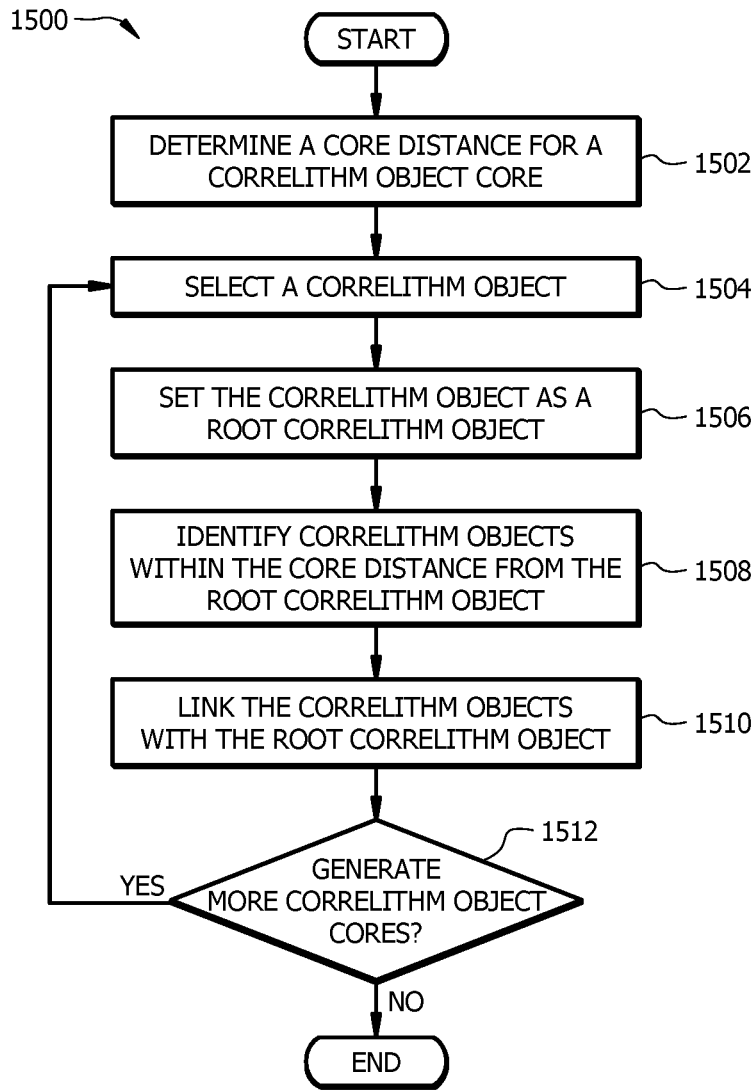 1500
START
DETERMINE A CORE DISTANCE FOR A
CORRELITHM OBJECT CORE
1502
SELECT A CORRELITHM OBJECT
1504
SET THE CORRELITHM OBJECT AS A
ROOT CORRELITHM OBJECT
1506
IDENTIFY CORRELITHM OBJECTS
WITHIN THE CORE DISTANCE FROM THE
ROOT CORRELITHM OBJECT
1508
LINK THE CORRELITHM OBJECTS
WITH THE ROOT CORRELITHM OBJECT
1510
1512
GENERATE
MORE CORRELITHM OBJECT
CORES?
YES
NO
END